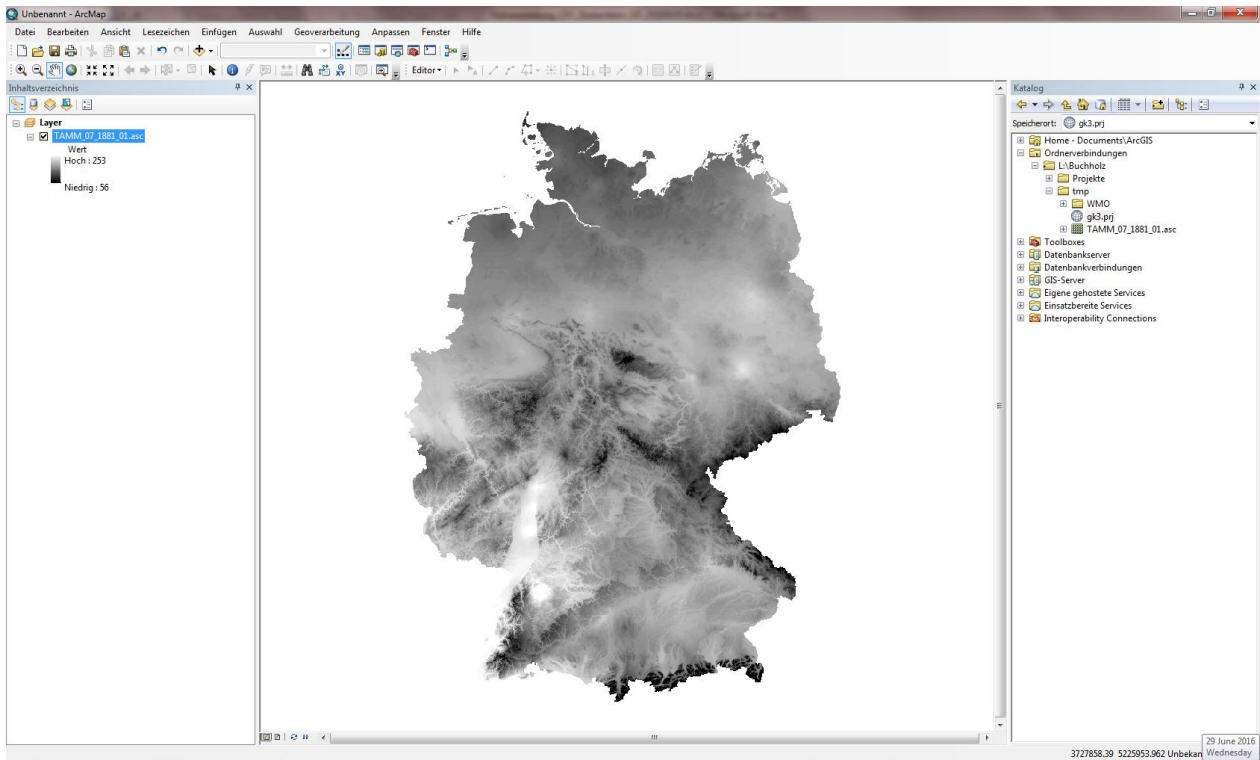 Unbenannt - ArcMap
Datei Bearbeiten Ansicht Lesezeichen Einfügen Auswahl Geoverarbeitung Anpassen Fenster Hilfe
Editor
Inhaltsverzeichnis
Layer
TAMM_07_1881_01.asc
Wert
Hoch : 253
Niedrig : 56
Katalog
Speicherort: gk3.prj
Home - Documents\ArcGIS
Ordnerverbindungen
L:\Buchholz
Projekte
tmp
WMO
gk3.prj
TAMM_07_1881_01.asc
Toolboxes
Datenbankserver
Datenbankverbindungen
GIS-Server
Eigene gehostete Services
Einsatzbereite Services
Interoperability Connections
3727858.39 5225953.962 Unbekan
29 June 2016
Wednesday